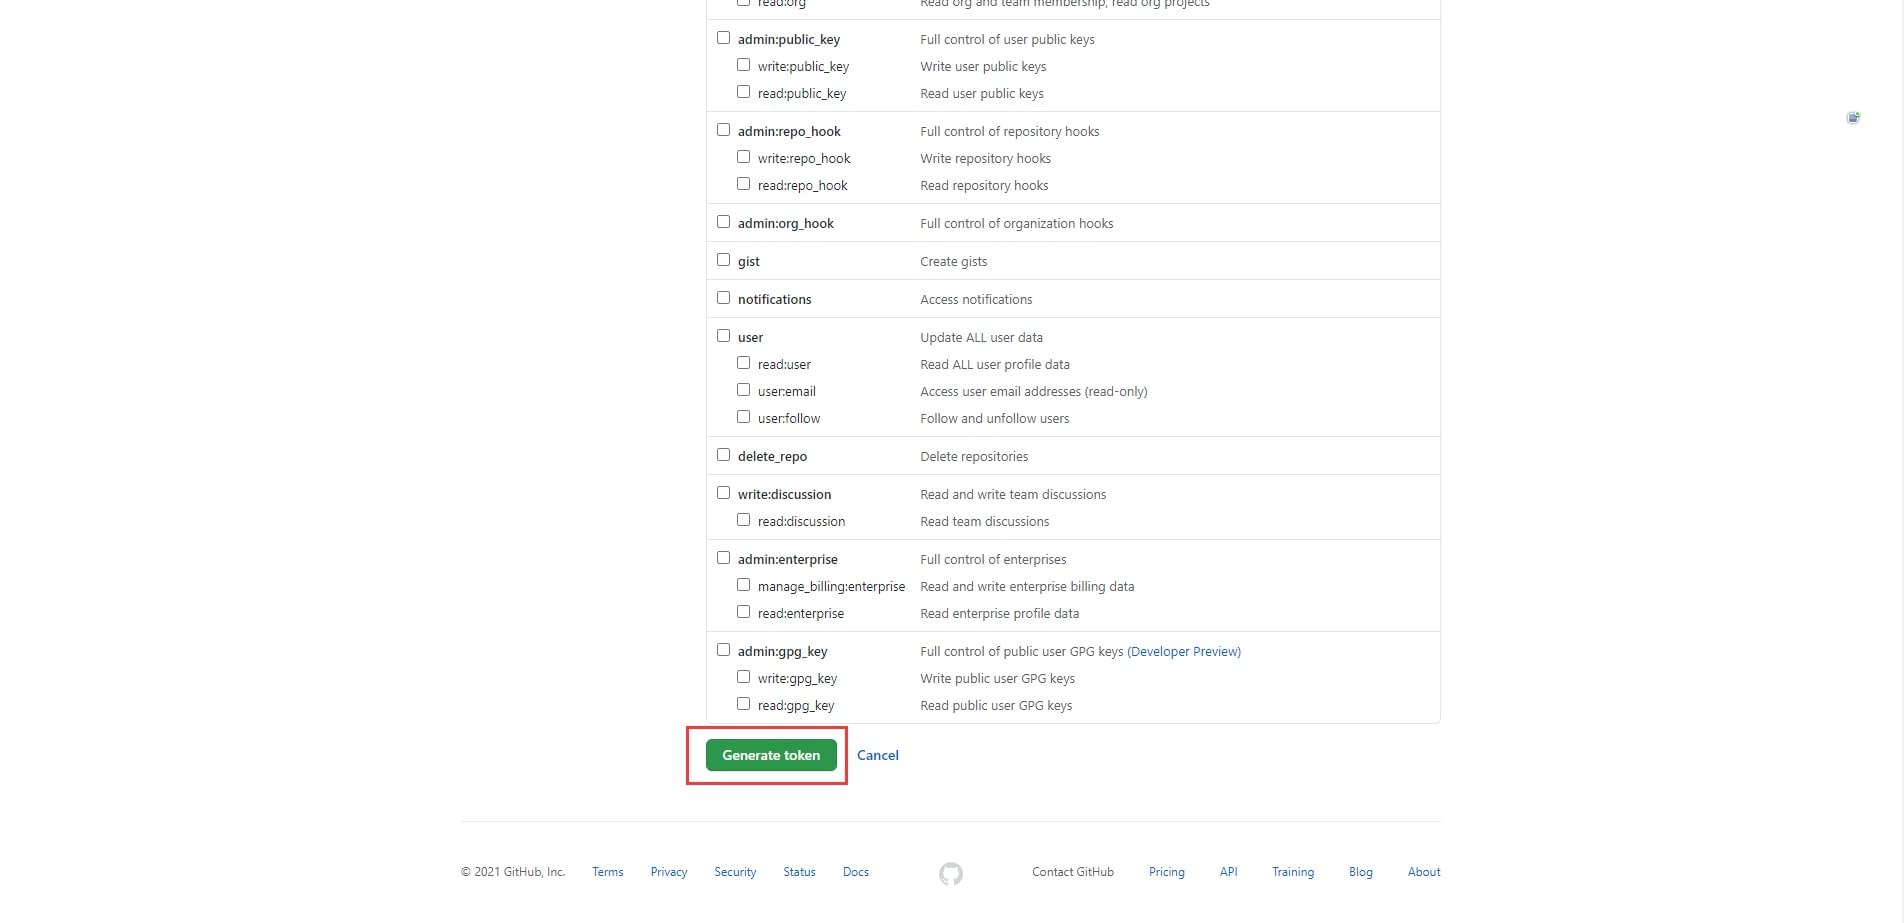 read:org Read org and team membership, read org projects
admin:public_key Full control of user public keys
write:public_key Write user public keys
read:public_key Read user public keys
admin:repo_hook Full control of repository hooks
write:repo_hook Write repository hooks
read:repo_hook Read repository hooks
admin:org_hook Full control of organization hooks
gist Create gists
notifications Access notifications
user Update ALL user data
read:user Read ALL user profile data
user:email Access user email addresses (read-only)
user:follow Follow and unfollow users
delete_repo Delete repositories
write:discussion Read and write team discussions
read:discussion Read team discussions
admin:enterprise Full control of enterprises
manage_billing:enterprise Read and write enterprise billing data
read:enterprise Read enterprise profile data
admin:gpg_key Full control of public user GPG keys (Developer Preview)
write:gpg_key Write public user GPG keys
read:gpg_key Read public user GPG keys
Generate token Cancel
© 2021 GitHub, Inc. Terms Privacy Security Status Docs Contact GitHub Pricing API Training Blog About